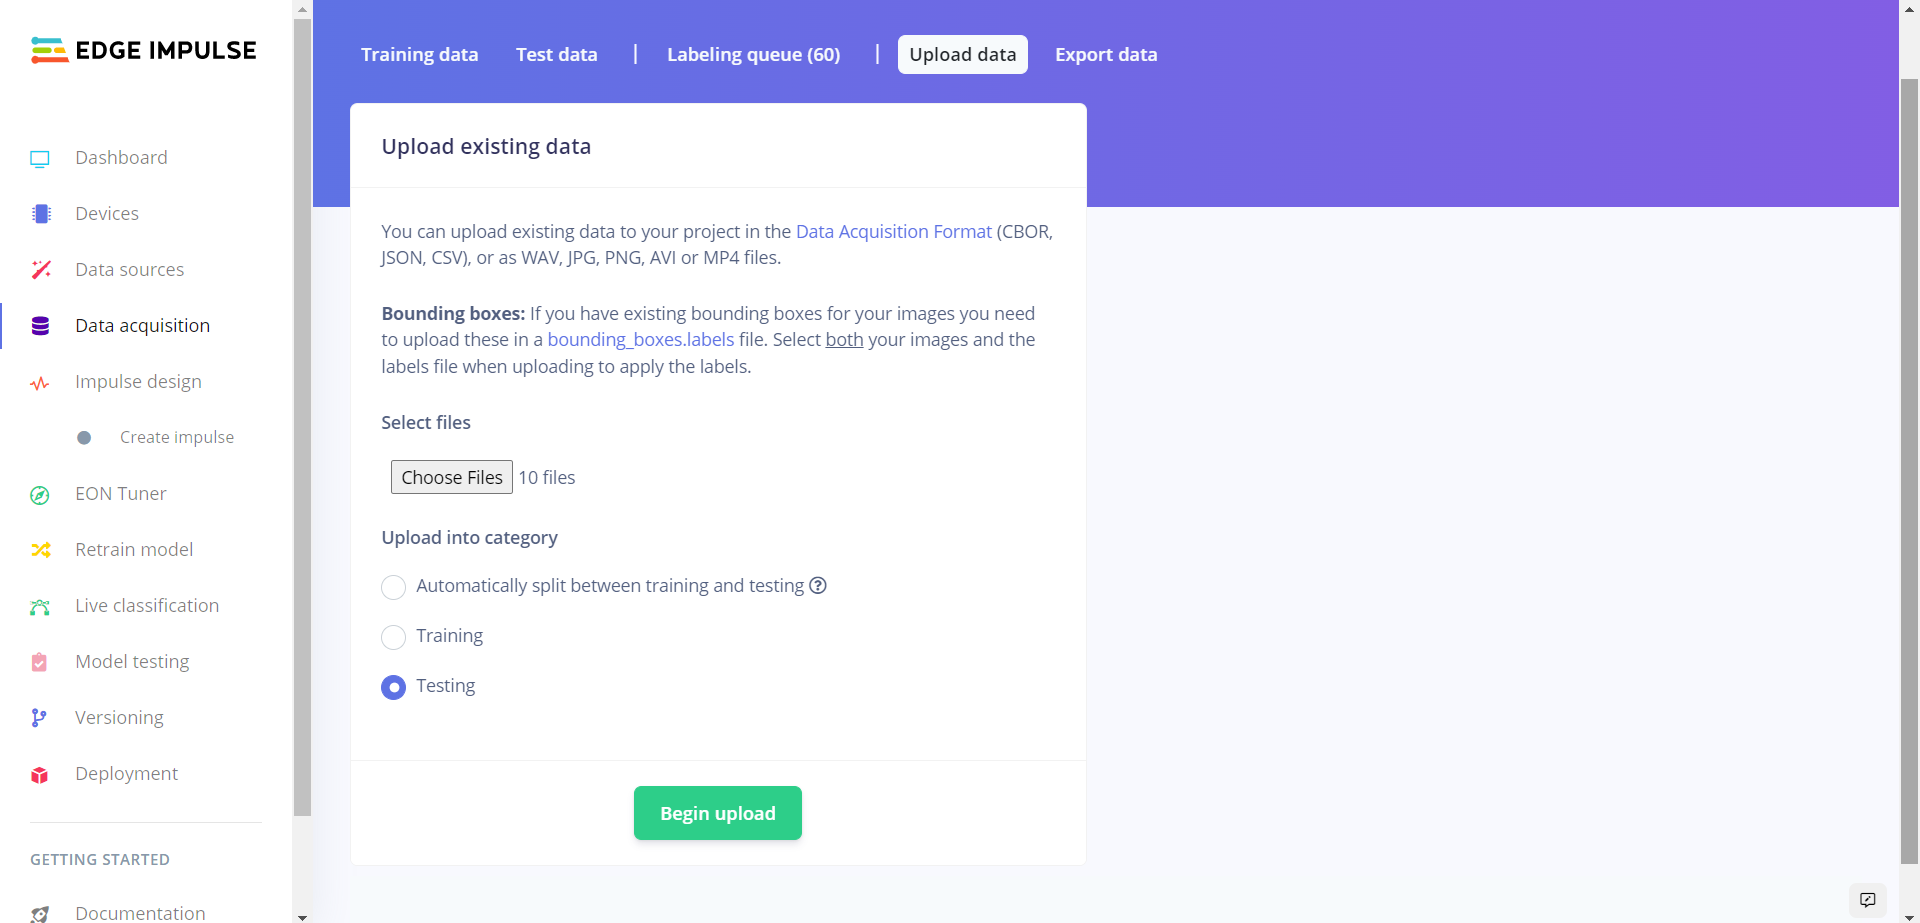 EDGE IMPULSE
Dashboard
Devices
Data sources
Data acquisition
Impulse design
Create impulse
EON Tuner
Retrain model
Live classification
Model testing
Versioning
Deployment
GETTING STARTED
Documentation
Training data Test data | Labeling queue (60) | Upload data Export data
Upload existing data
You can upload existing data to your project in the Data Acquisition Format (CBOR,
JSON, CSV), or as WAV, JPG, PNG, AVI or MP4 files.
Bounding boxes: If you have existing bounding boxes for your images you need
to upload these in a bounding_boxes.labels file. Select both your images and the
labels file when uploading to apply the labels.
Select files
Choose Files 10 files
Upload into category
Automatically split between training and testing ?
Training
Testing
Begin upload